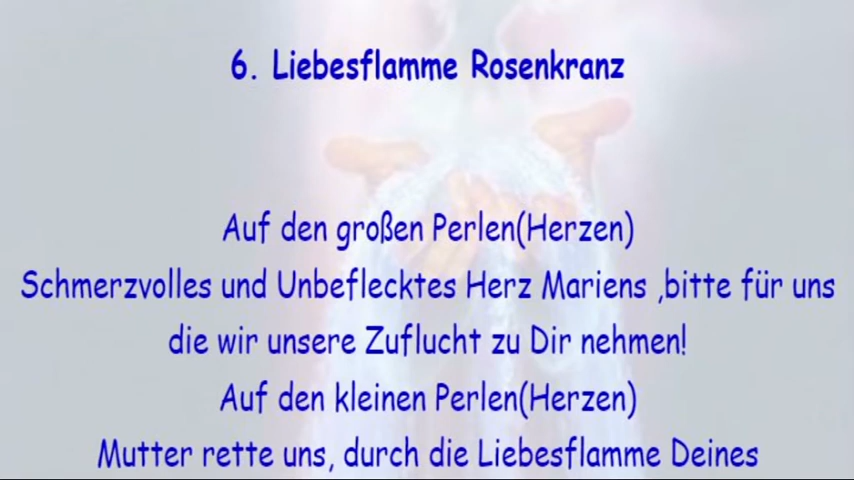 6. Liebesflamme Rosenkranz
Auf den großen Perlen(Herzen)
Schmerzvolles und Unbeflecktes Herz Mariens ,bitte für uns
die wir unsere Zuflucht zu Dir nehmen!
Auf den kleinen Perlen(Herzen)
Mutter rette uns, durch die Liebesflamme Deines